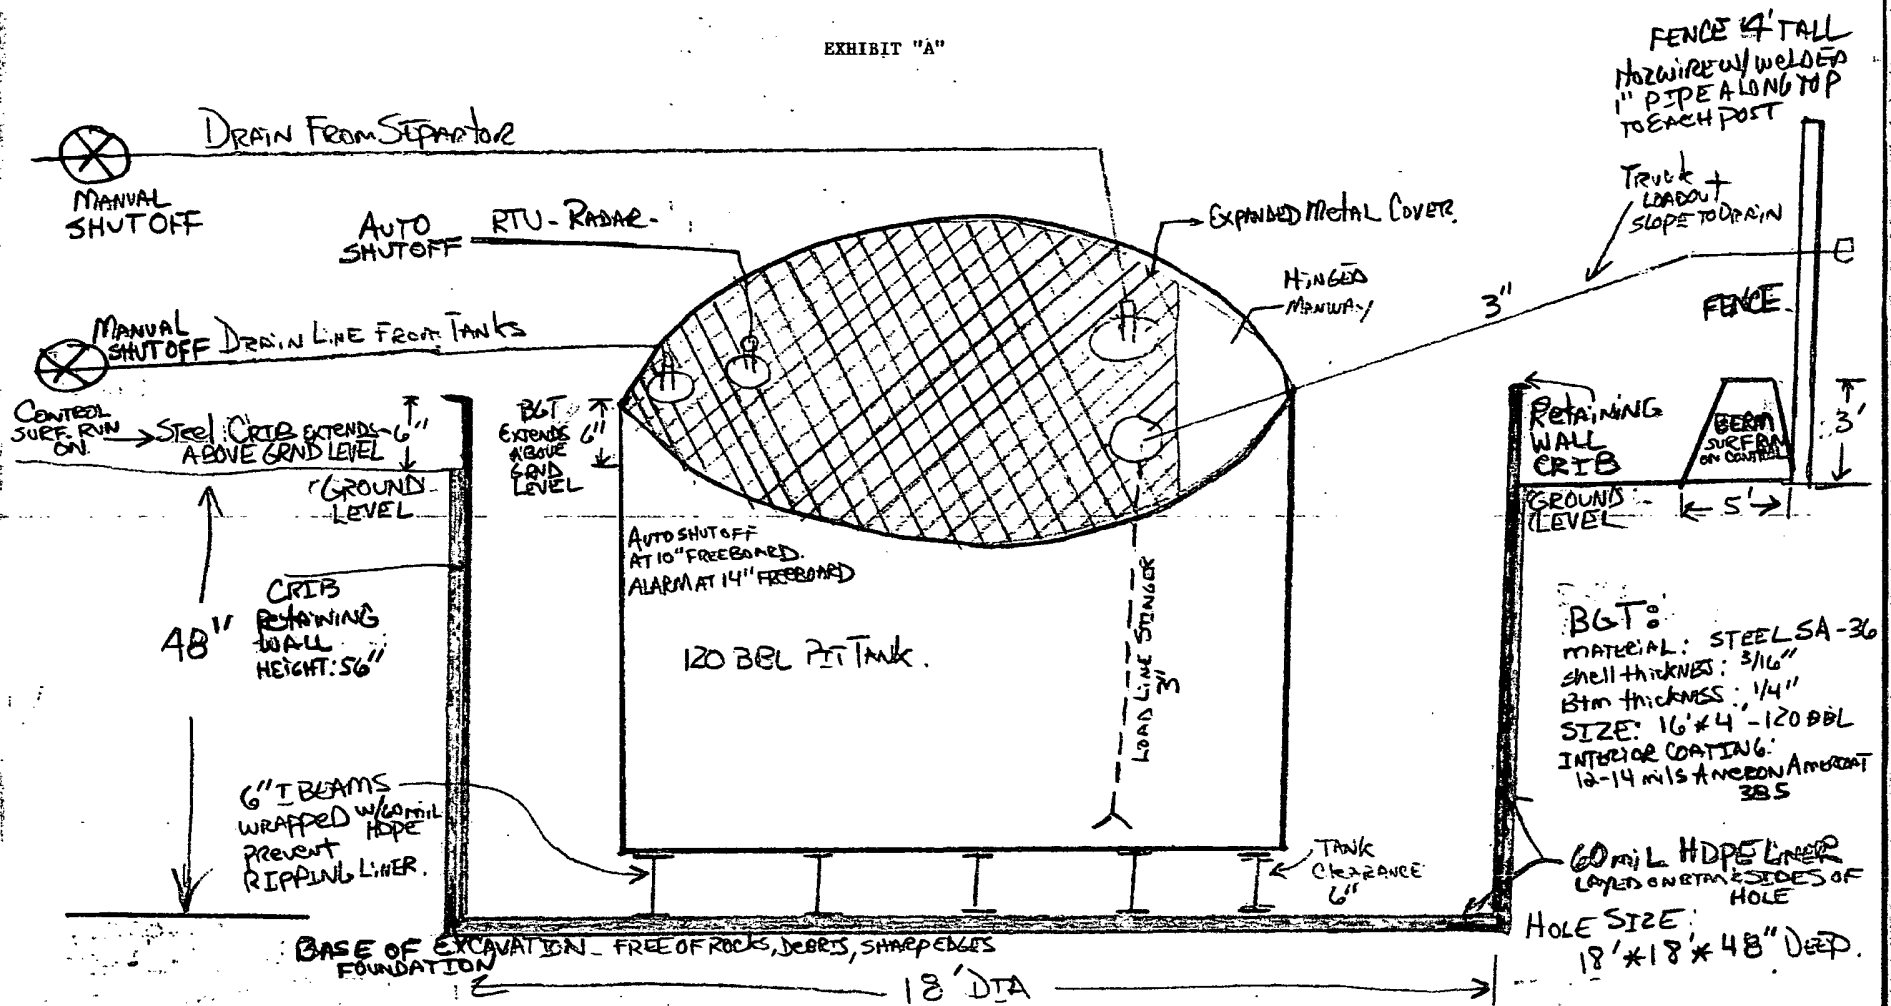 EXHIBIT "A"
FENCE 4' TALL
HOGWIRE W/ WELDED
1" PIPE ALONG TOP
TO EACH POST
DRAIN FROM SEPARTOR
MANUAL
SHUTOFF
AUTO
SHUTOFF
RTU-RADAR-
EXPANDED METAL COVER.
TRUCK
LOADOUT
SLOPE TO DRAIN
HINGED
MANWAY
3"
FENCE
MANUAL
SHUTOFF
DRAIN LINE FROM TANKS
CONTROL
SURF. RUN
ON.
STEEL CRIB EXTENDS
ABOVE GRND LEVEL
6"
BGT
EXTENDS
ABOVE
GRND
LEVEL
6"
RETAINING
WALL
CRIB
BERM
SURF RUN
ON CONTROL
3'
GROUND
LEVEL
GROUND
LEVEL
5'
AUTO SHUTOFF
AT 10" FREEBOARD.
ALARM AT 14" FREEBOARD
48"
CRIB
RETAINING
WALL
HEIGHT: 56"
120 BBL PIT TANK.
LOAD LINE STINGER
3"
BGT:
MATERIAL: STEEL SA-36
Shell thickness: 3/16"
Btm thickness: 1/4"
SIZE: 16'*4'-120 BBL
INTERIOR COATING:
12-14 mils AMERON AMERCOAT
385
6" I BEAMS
WRAPPED W/60 mil
HDPE
PREVENT
RIPPING LINER.
TANK
CLEARANCE
6"
60 mil HDPE LINER
LAYED ON BTM & SIDES OF
HOLE
HOLE SIZE:
18'*18'*48" DEEP.
BASE OF EXCAVATION - FREE OF ROCKS, DEBRIS, SHARP EDGES
FOUNDATION
18' DIA